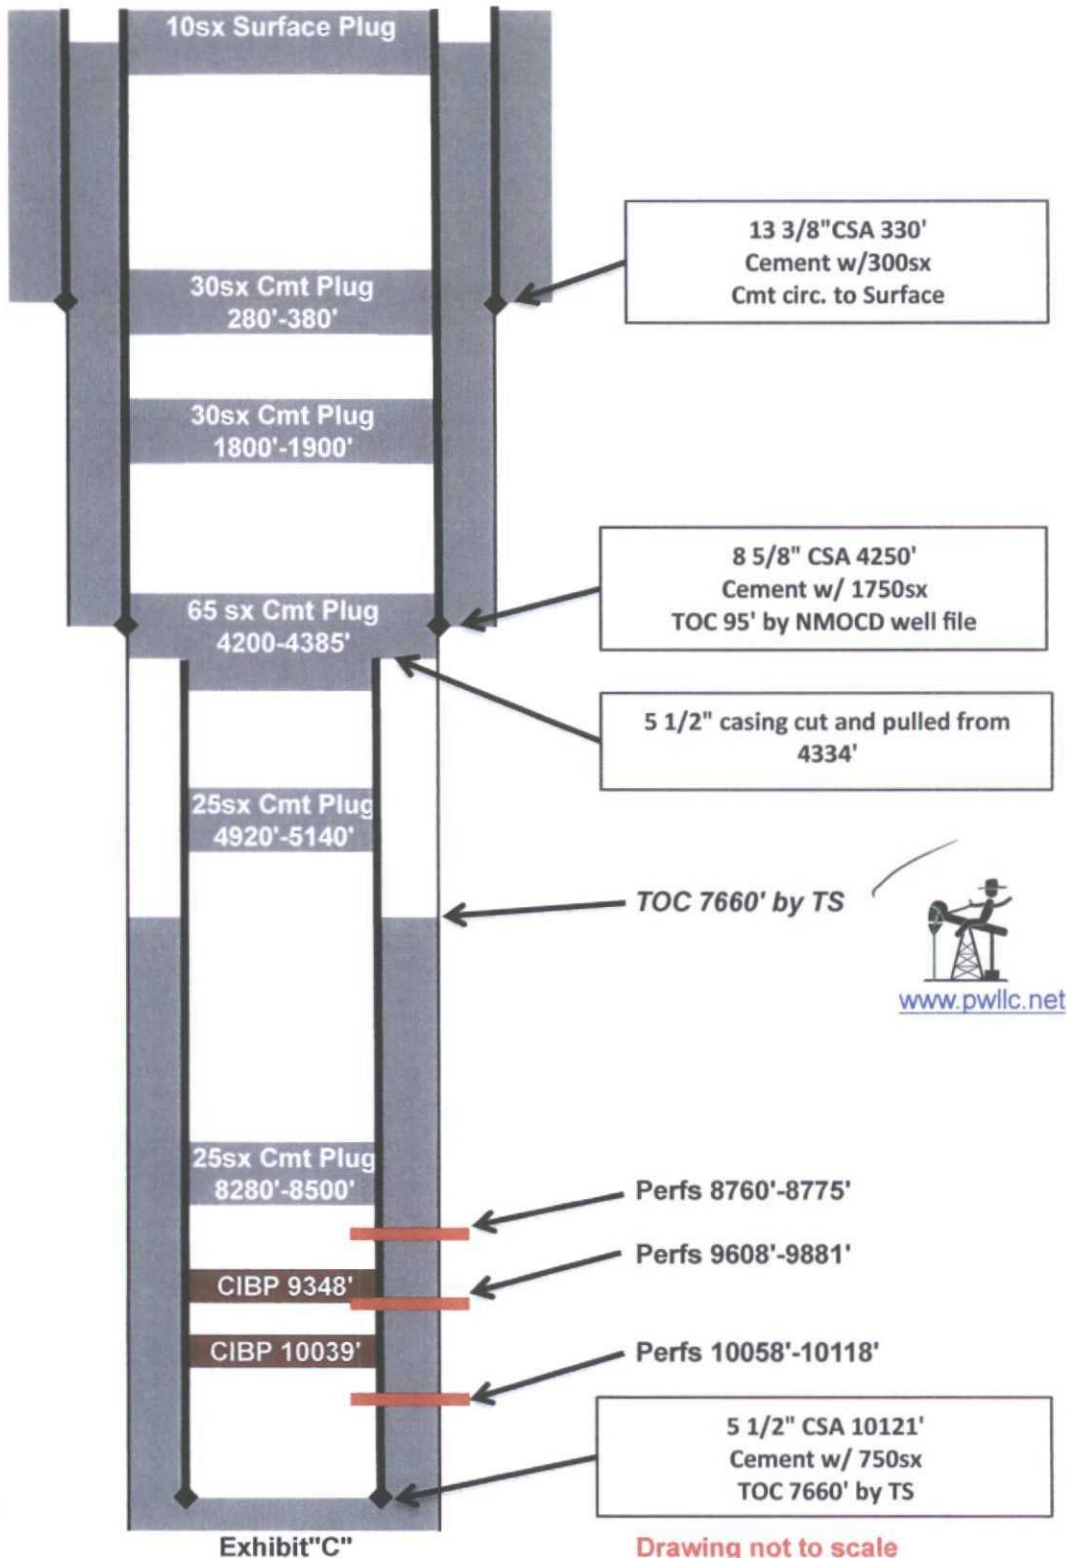 10sx Surface Plug
13 3/8"CSA 330'
Cement w/300sx
Cmt circ. to Surface
30sx Cmt Plug
280'-380'
30sx Cmt Plug
1800'-1900'
8 5/8" CSA 4250'
Cement w/ 1750sx
TOC 95' by NMOCD well file
65 sx Cmt Plug
4200-4385'
5 1/2" casing cut and pulled from
4334'
25sx Cmt Plug
4920'-5140'
TOC 7660' by TS
www.pwllc.net
25sx Cmt Plug
8280'-8500'
Perfs 8760'-8775'
Perfs 9608'-9881'
CIBP 9348'
CIBP 10039'
Perfs 10058'-10118'
5 1/2" CSA 10121'
Cement w/ 750sx
TOC 7660' by TS
Exhibit"C"
Drawing not to scale